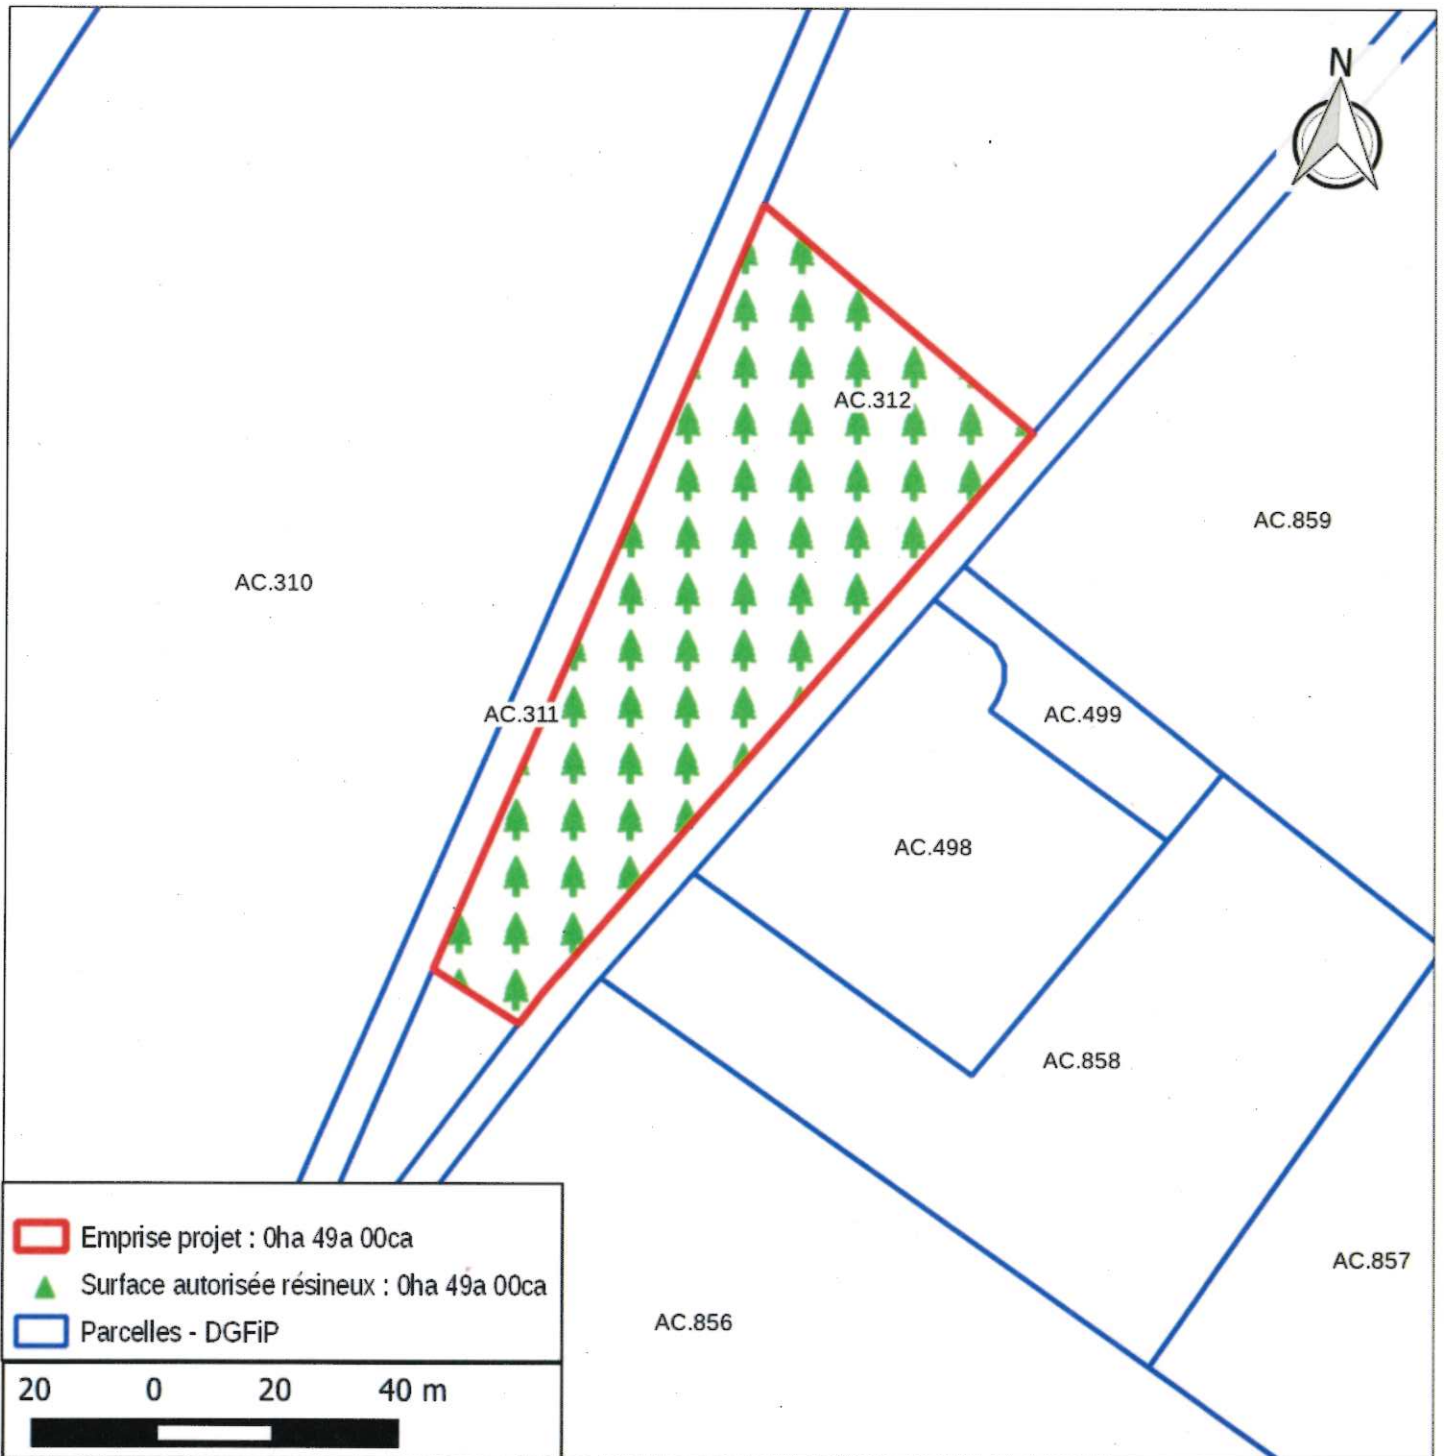 N
AC.312
AC.859
AC.310
AC.311
AC.499
AC.498
AC.858
AC.857
AC.856
Emprise projet : 0ha 49a 00ca
Surface autorisée résineux : 0ha 49a 00ca
Parcelles - DGFiP
20 0 20 40 m